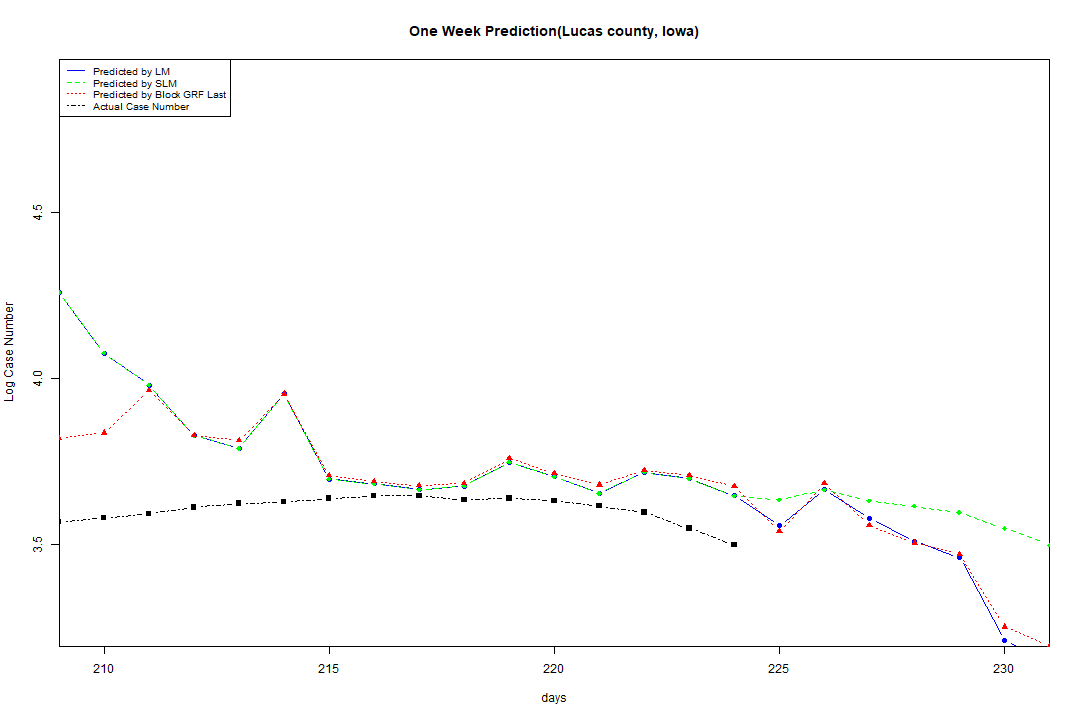 One Week Prediction(Lucas county, Iowa)
Predicted by LM
Predicted by SLM
Predicted by Block GRF Last
Actual Case Number
4.5
4.0
3.5
Log Case Number
210 215 220 225 230
days